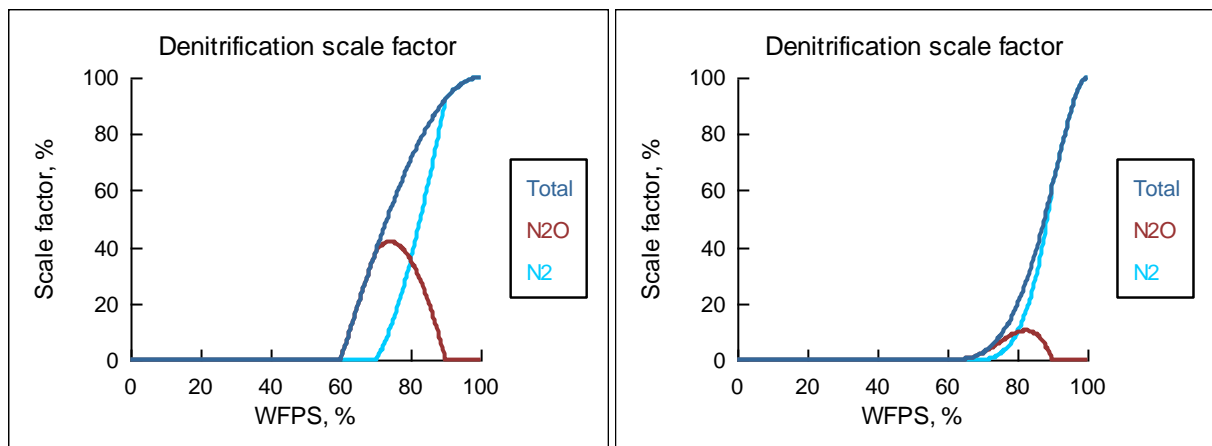 Denitrification scale factor
100
80
60
40
20
0
Scale factor, %
0 20 40 60 80 100
WFPS, %
Total
N2O
N2
Denitrification scale factor
100
80
60
40
20
0
Scale factor, %
0 20 40 60 80 100
WFPS, %
Total
N2O
N2